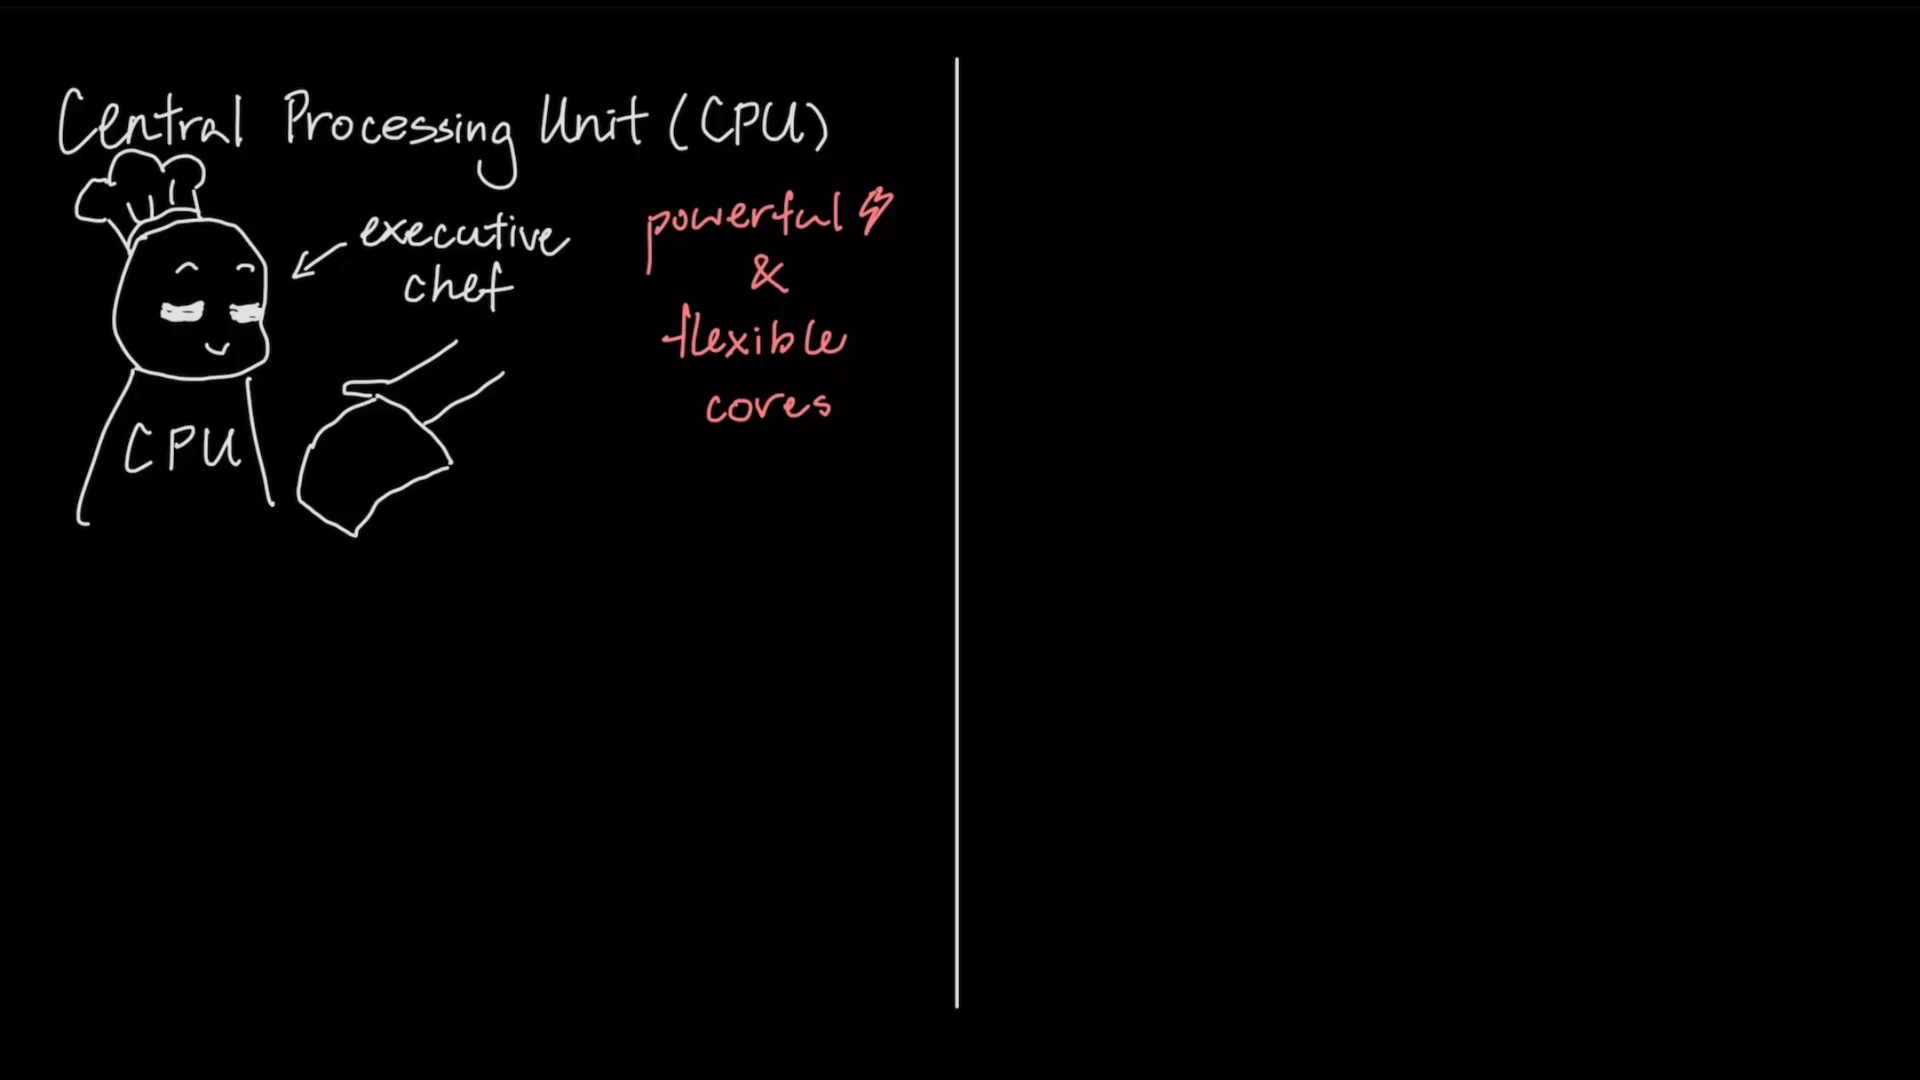 Central Processing Unit (CPU)
executive
chef
powerful
&
flexible
cores
CPU